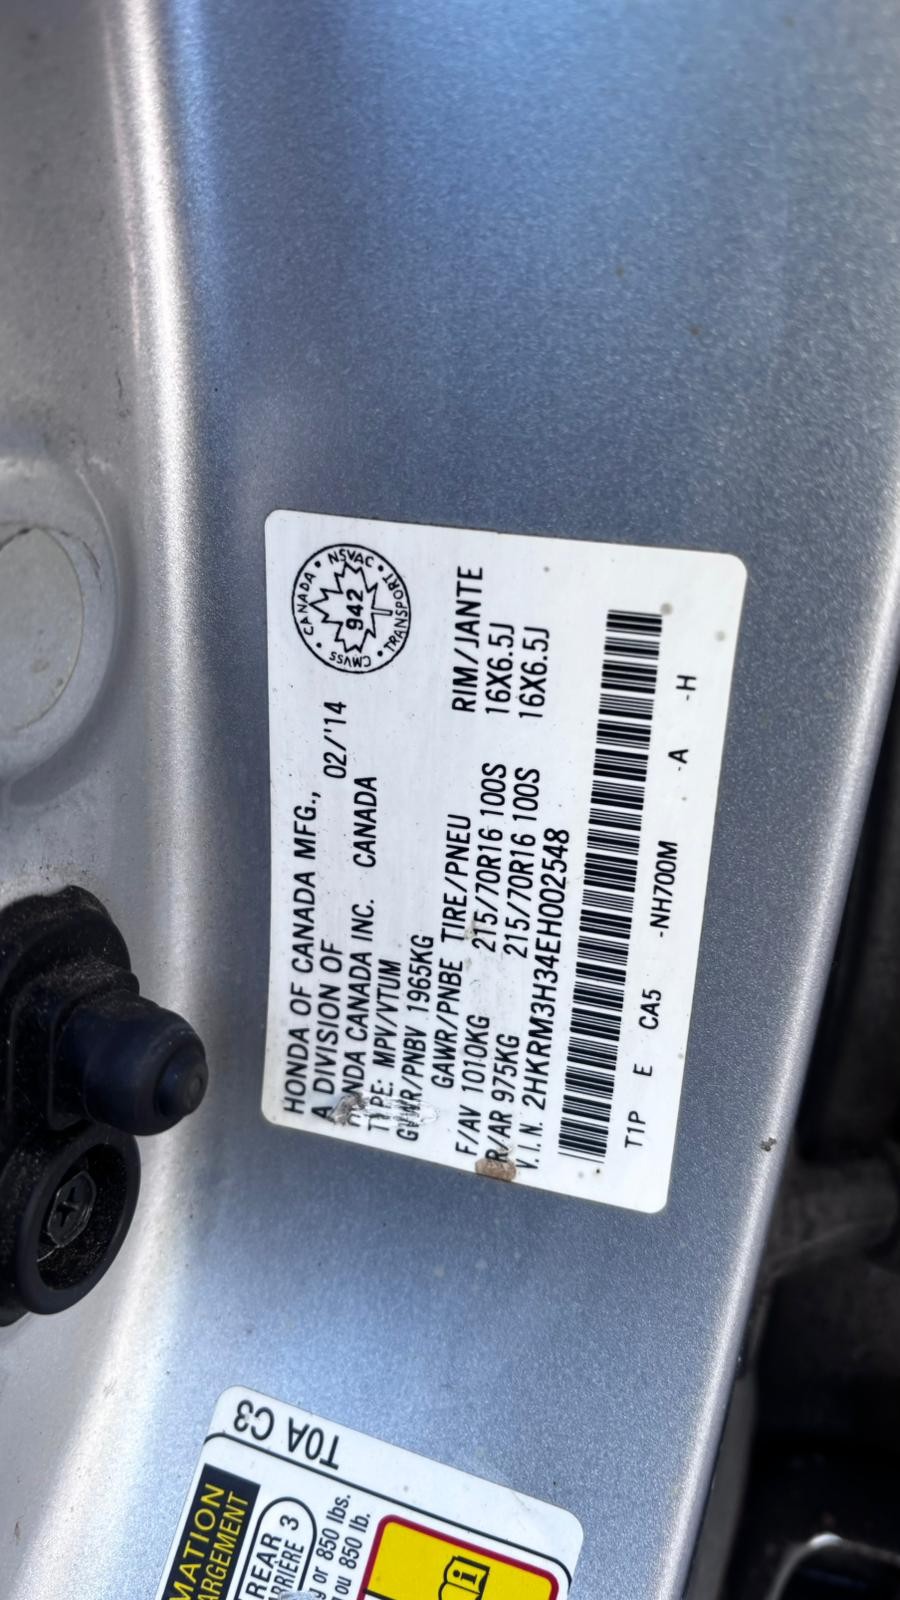 HONDA OF CANADA MFG., 02/'14
A DIVISION OF
HONDA CANADA INC. CANADA
TYPE: MPV/VTUM
GVWR/PNBV 1965KG
GAWR/PNBE TIRE/PNEU RIM/JANTE
F/AV 1010KG 215/70R16 100S 16X6.5J
R/AR 975KG 215/70R16 100S 16X6.5J
V.I.N. 2HKRM3H34EH002548
T1P E CA5 -NH700M -A -H
CANADA • NSVAC • TRANSPORT • CMVSS •
942
T0A C3
MATION
ARGEMENT
REAR 3
RRIÈRE
or 850 lbs.
ou 850 lb.